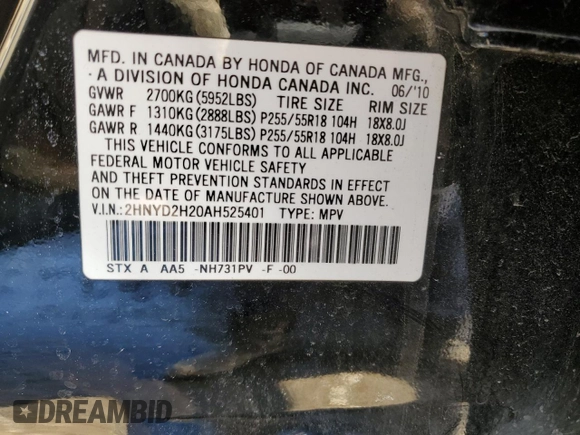 MFD. IN CANADA BY HONDA OF CANADA MFG.,
A DIVISION OF HONDA CANADA INC. 06/'10
GVWR 2700KG (5952LBS) TIRE SIZE RIM SIZE
GAWR F 1310KG (2888LBS) P255/55R18 104H 18X8.0J
GAWR R 1440KG (3175LBS) P255/55R18 104H 18X8.0J
THIS VEHICLE CONFORMS TO ALL APPLICABLE
FEDERAL MOTOR VEHICLE SAFETY
AND THEFT PREVENTION STANDARDS IN EFFECT
ON THE DATE OF MANUFACTURE SHOWN ABOVE.
V.I.N.:2HNYD2H20AH525401 TYPE: MPV
STX A AA5 -NH731PV -F -00
DREAMBID